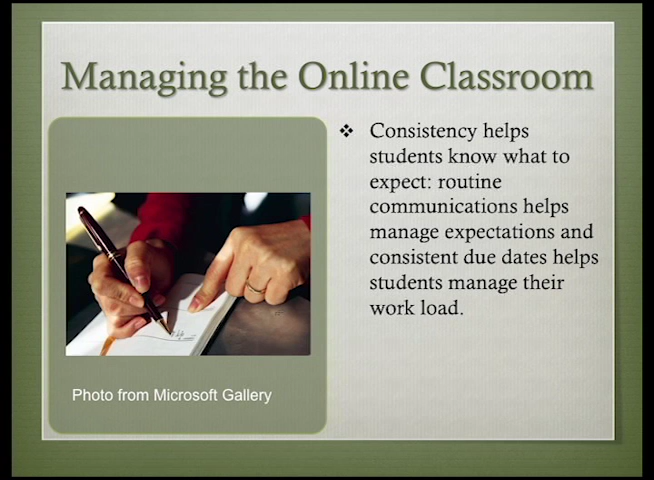 Managing the Online Classroom
❖ Consistency helps
students know what to
expect: routine
communications helps
manage expectations and
consistent due dates helps
students manage their
work load.
Photo from Microsoft Gallery